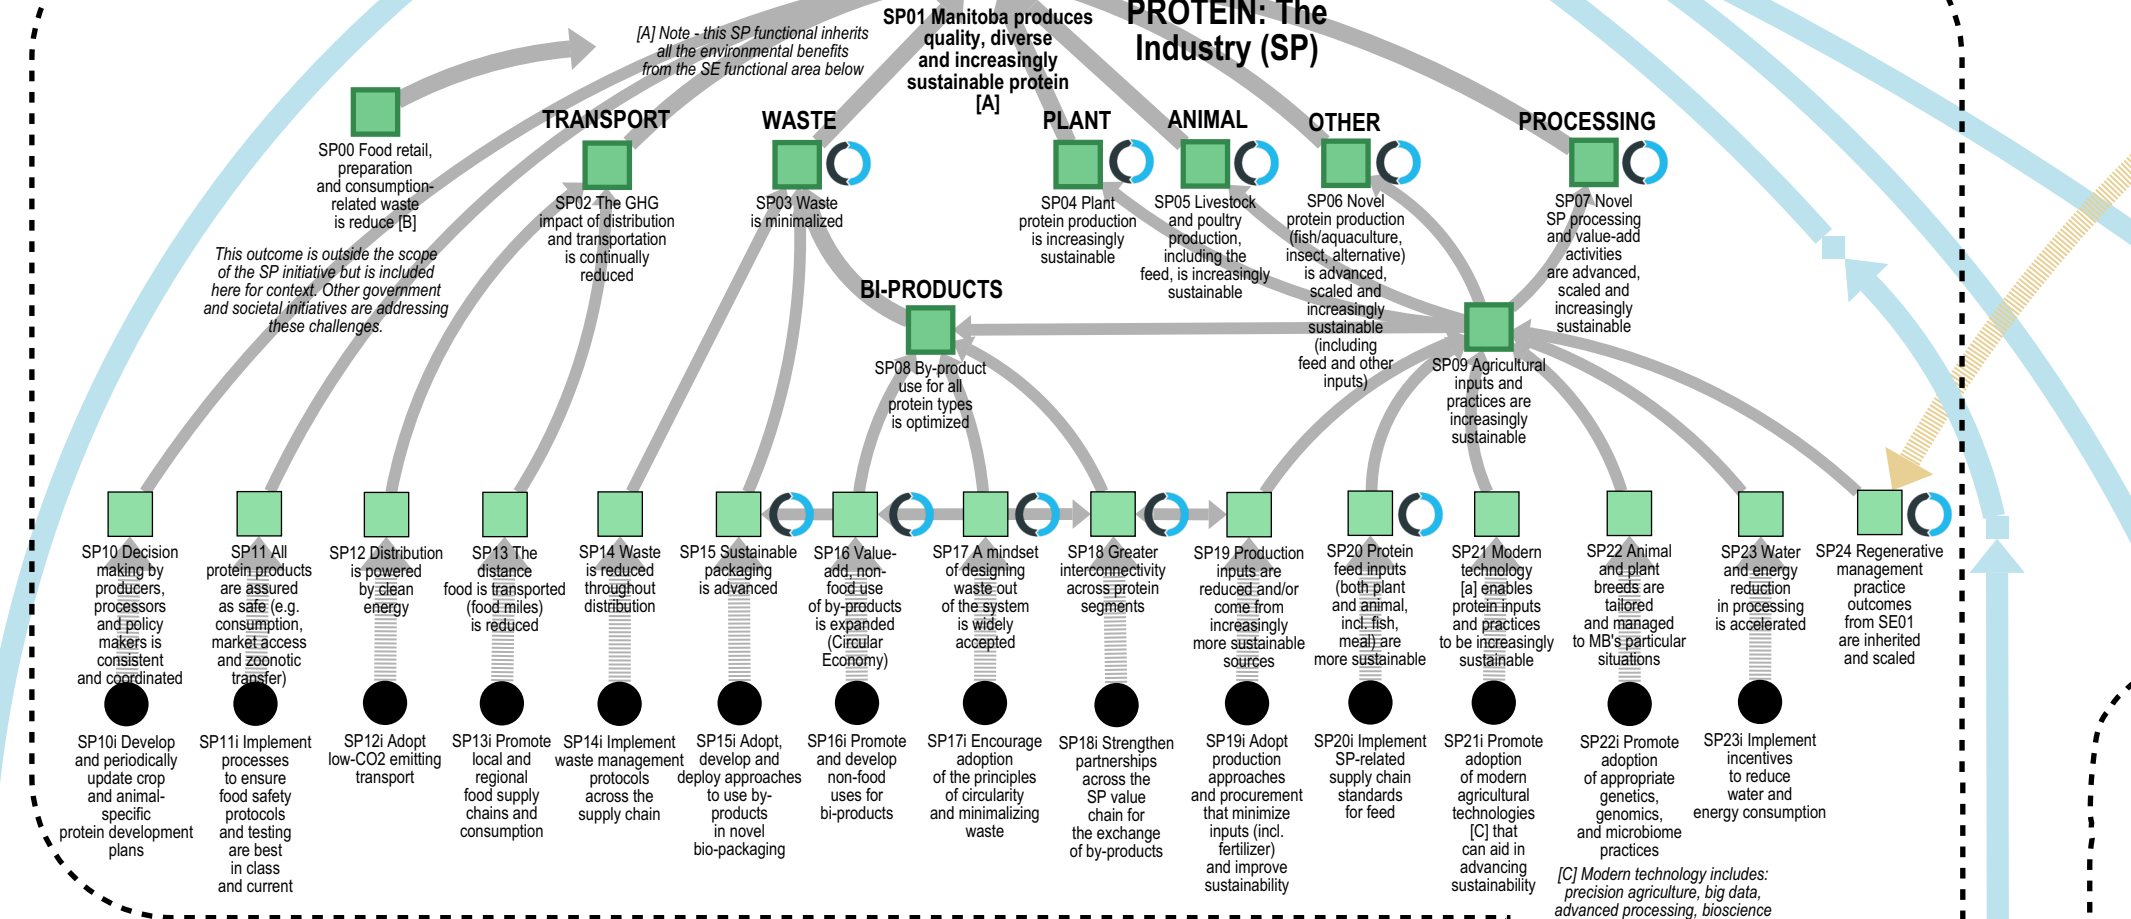 PROTEIN: The
Industry (SP)
SP01 Manitoba produces
quality, diverse
and increasingly
sustainable protein
[A]
[A] Note - this SP functional inherits
all the environmental benefits
from the SE functional area below
SP00 Food retail,
preparation
and consumption-
related waste
is reduce [B]
This outcome is outside the scope
of the SP initiative but is included
here for context. Other government
and societal initiatives are addressing
these challenges.
TRANSPORT
SP02 The GHG
impact of distribution
and transportation
is continually
reduced
WASTE
SP03 Waste
is minimalized
PLANT
SP04 Plant
protein production
is increasingly
sustainable
ANIMAL
SP05 Livestock
and poultry
production,
including the
feed, is increasingly
sustainable
OTHER
SP06 Novel
protein production
(fish/aquaculture,
insect, alternative)
is advanced,
scaled and
increasingly
sustainable
(including
feed and other
inputs)
PROCESSING
SP07 Novel
SP processing
and value-add
activities
are advanced,
scaled and
increasingly
sustainable
BI-PRODUCTS
SP08 By-product
use for all
protein types
is optimized
SP09 Agricultural
inputs and
practices are
increasingly
sustainable
SP10 Decision
making by
producers,
processors
and policy
makers is
consistent
and coordinated
SP11 All
protein products
are assured
as safe (e.g.
consumption,
market access
and zoonotic
transfer)
SP12 Distribution
is powered
by clean
energy
SP13 The
distance
food is transported
(food miles)
is reduced
SP14 Waste
is reduced
throughout
distribution
SP15 Sustainable
packaging
is advanced
SP16 Value-
add, non-
food use
of by-products
is expanded
(Circular
Economy)
SP17 A mindset
of designing
waste out
of the system
is widely
accepted
SP18 Greater
interconnectivity
across protein
segments
SP19 Production
inputs are
reduced and/or
come from
increasingly
more sustainable
sources
SP20 Protein
feed inputs
(both plant
and animal,
incl. fish,
meal) are
more sustainable
SP21 Modern
technology
[a] enables
protein inputs
and practices
to be increasingly
sustainable
SP22 Animal
and plant
breeds are
tailored
and managed
to MB's particular
situations
SP23 Water
and energy
reduction
in processing
is accelerated
SP24 Regenerative
management
practice
outcomes
from SE01
are inherited
and scaled
SP10i Develop
and periodically
update crop
and animal-
specific
protein development
plans
SP11i Implement
processes
to ensure
food safety
protocols
and testing
are best
in class
and current
SP12i Adopt
low-CO2 emitting
transport
SP13i Promote
local and
regional
food supply
chains and
consumption
SP14i Implement
waste management
protocols
across the
supply chain
SP15i Adopt,
develop and
deploy approaches
to use by-
products
in novel
bio-packaging
SP16i Promote
and develop
non-food
uses for
bi-products
SP17i Encourage
adoption
of the principles
of circularity
and minimalizing
waste
SP18i Strengthen
partnerships
across the
SP value
chain for
the exchange
of by-products
SP19i Adopt
production
approaches
and procurement
that minimize
inputs (incl.
fertilizer)
and improve
sustainability
SP20i Implement
SP-related
supply chain
standards
for feed
SP21i Promote
adoption
of modern
agricultural
technologies
[C] that
can aid in
advancing
sustainability
SP22i Promote
adoption
of appropriate
genetics,
genomics,
and microbiome
practices
SP23i Implement
incentives
to reduce
water and
energy consumption
[C] Modern technology includes:
precision agriculture, big data,
advanced processing, bioscience